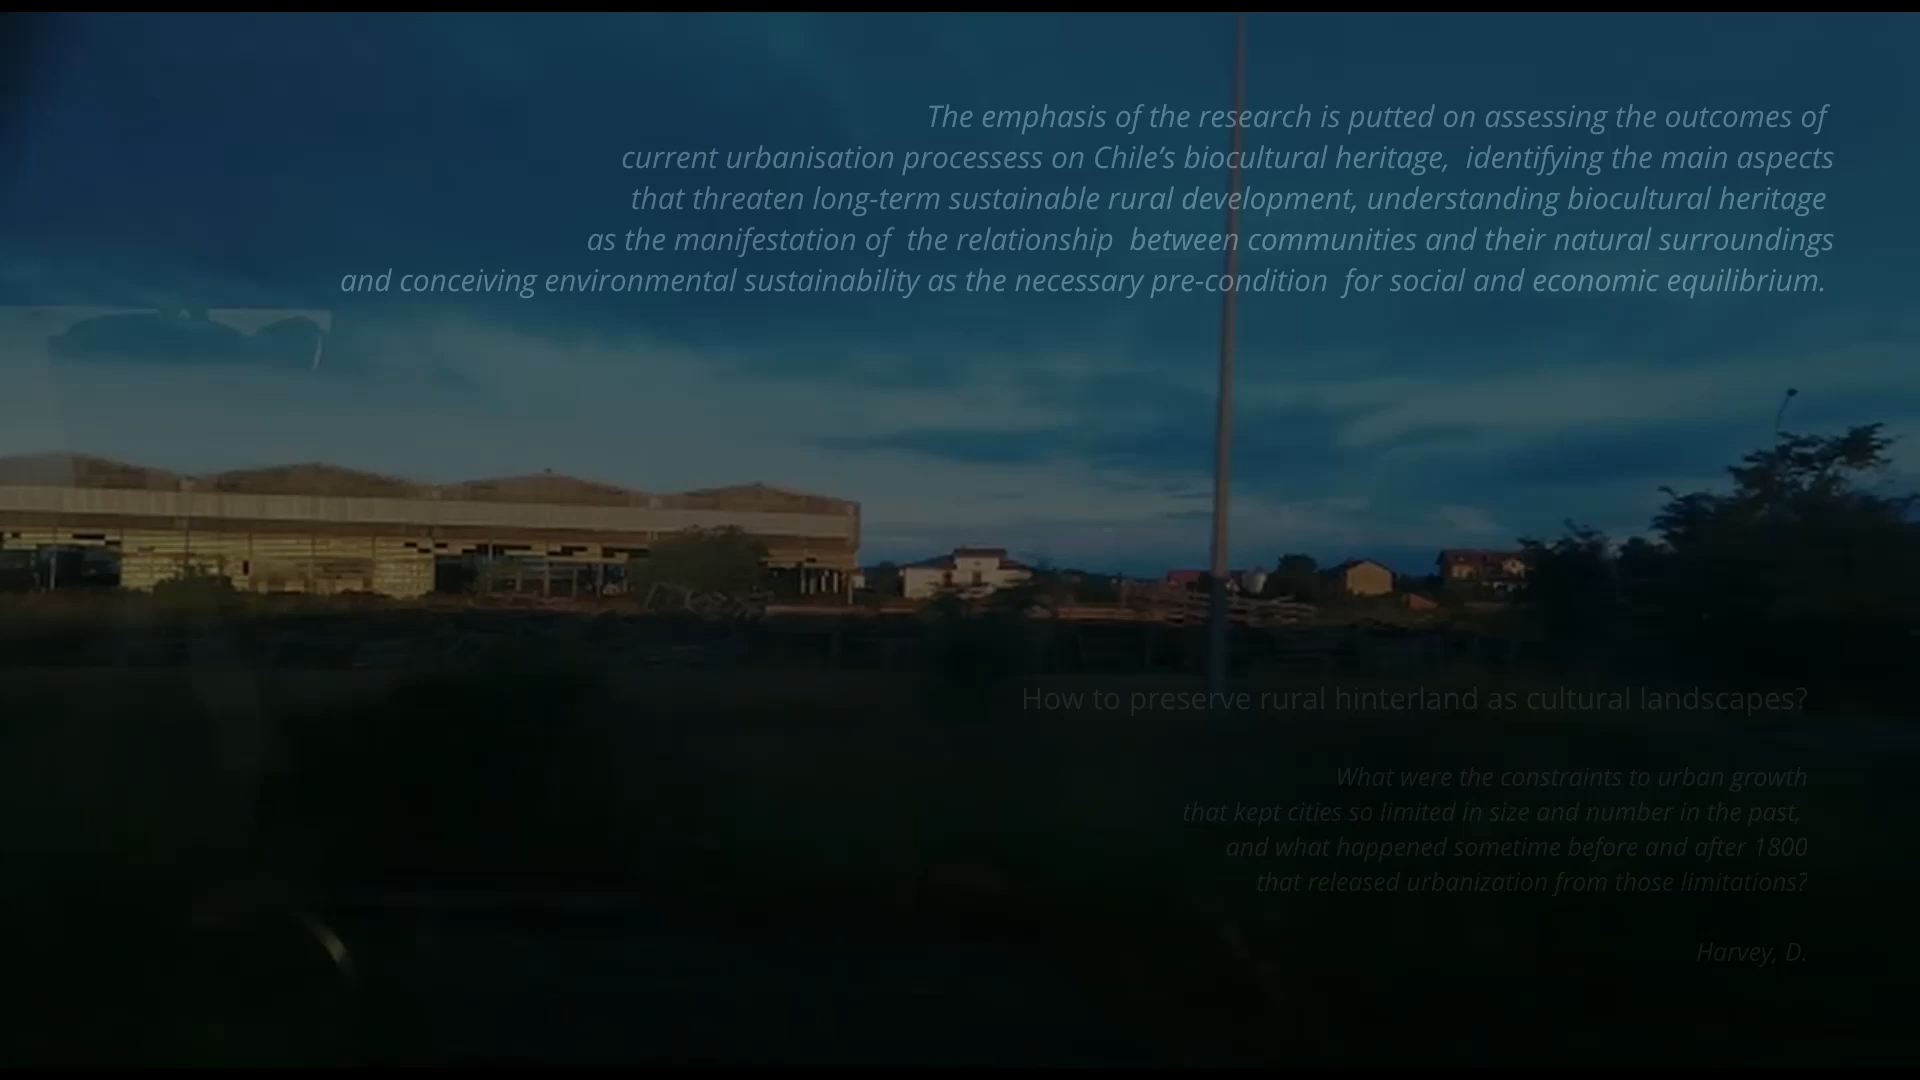 The emphasis of the research is putted on assessing the outcomes of
current urbanisation processess on Chile’s biocultural heritage, identifying the main aspects
that threaten long-term sustainable rural development, understanding biocultural heritage
as the manifestation of the relationship between communities and their natural surroundings
and conceiving environmental sustainability as the necessary pre-condition for social and economic equilibrium.
How to preserve rural hinterland as cultural landscapes?
What were the constraints to urban growth
that kept cities so limited in size and number in the past,
and what happened sometime before and after 1800
that released urbanization from those limitations?
Harvey, D.